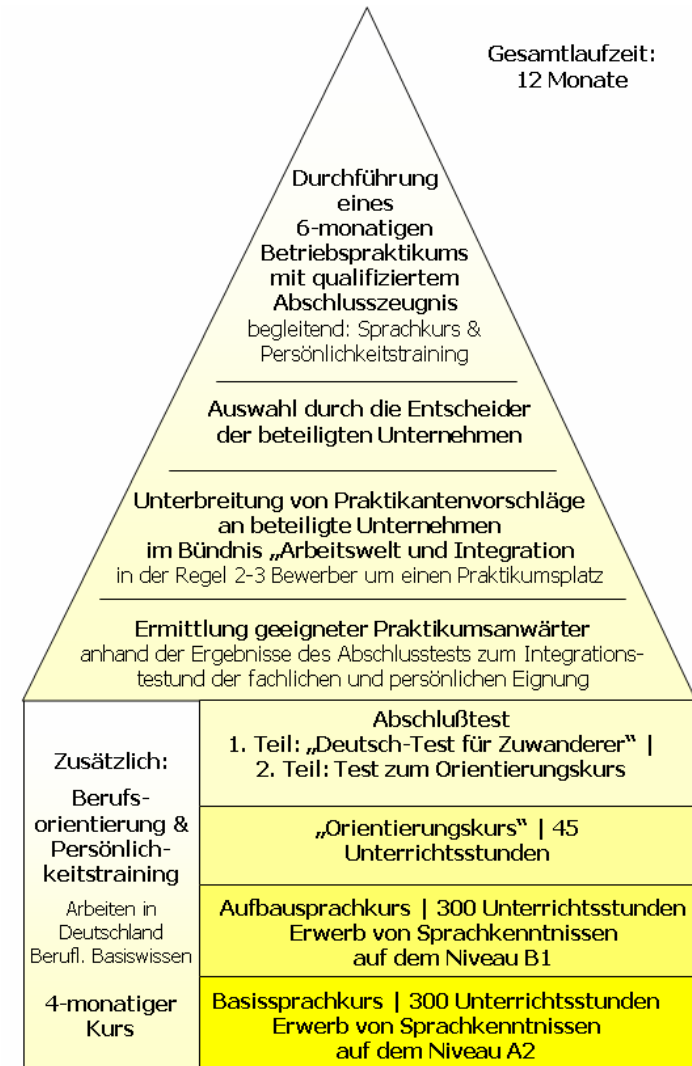 Gesamtlaufzeit:
12 Monate
Durchführung
eines
6-monatigen
Betriebspraktikums
mit qualifiziertem
Abschlusszeugnis
begleitend: Sprachkurs &
Persönlichkeitstraining
Auswahl durch die Entscheider
der beteiligten Unternehmen
Unterbreitung von Praktikantenvorschläge
an beteiligte Unternehmen
im Bündnis „Arbeitswelt und Integration
in der Regel 2-3 Bewerber um einen Praktikumsplatz
Ermittlung geeigneter Praktikumsanwärter
anhand der Ergebnisse des Abschlusstests zum Integrations-
testund der fachlichen und persönlichen Eignung
Zusätzlich:
Berufs-
orientierung &
Persönlich-
keitstraining
Arbeiten in
Deutschland
Berufl. Basiswissen
4-monatiger
Kurs
Abschlußtest
1. Teil: „Deutsch-Test für Zuwanderer“ |
2. Teil: Test zum Orientierungskurs
„Orientierungskurs“ | 45
Unterrichtsstunden
Aufbausprachkurs | 300 Unterrichtsstunden
Erwerb von Sprachkenntnissen
auf dem Niveau B1
Basissprachkurs | 300 Unterrichtsstunden
Erwerb von Sprachkenntnissen
auf dem Niveau A2